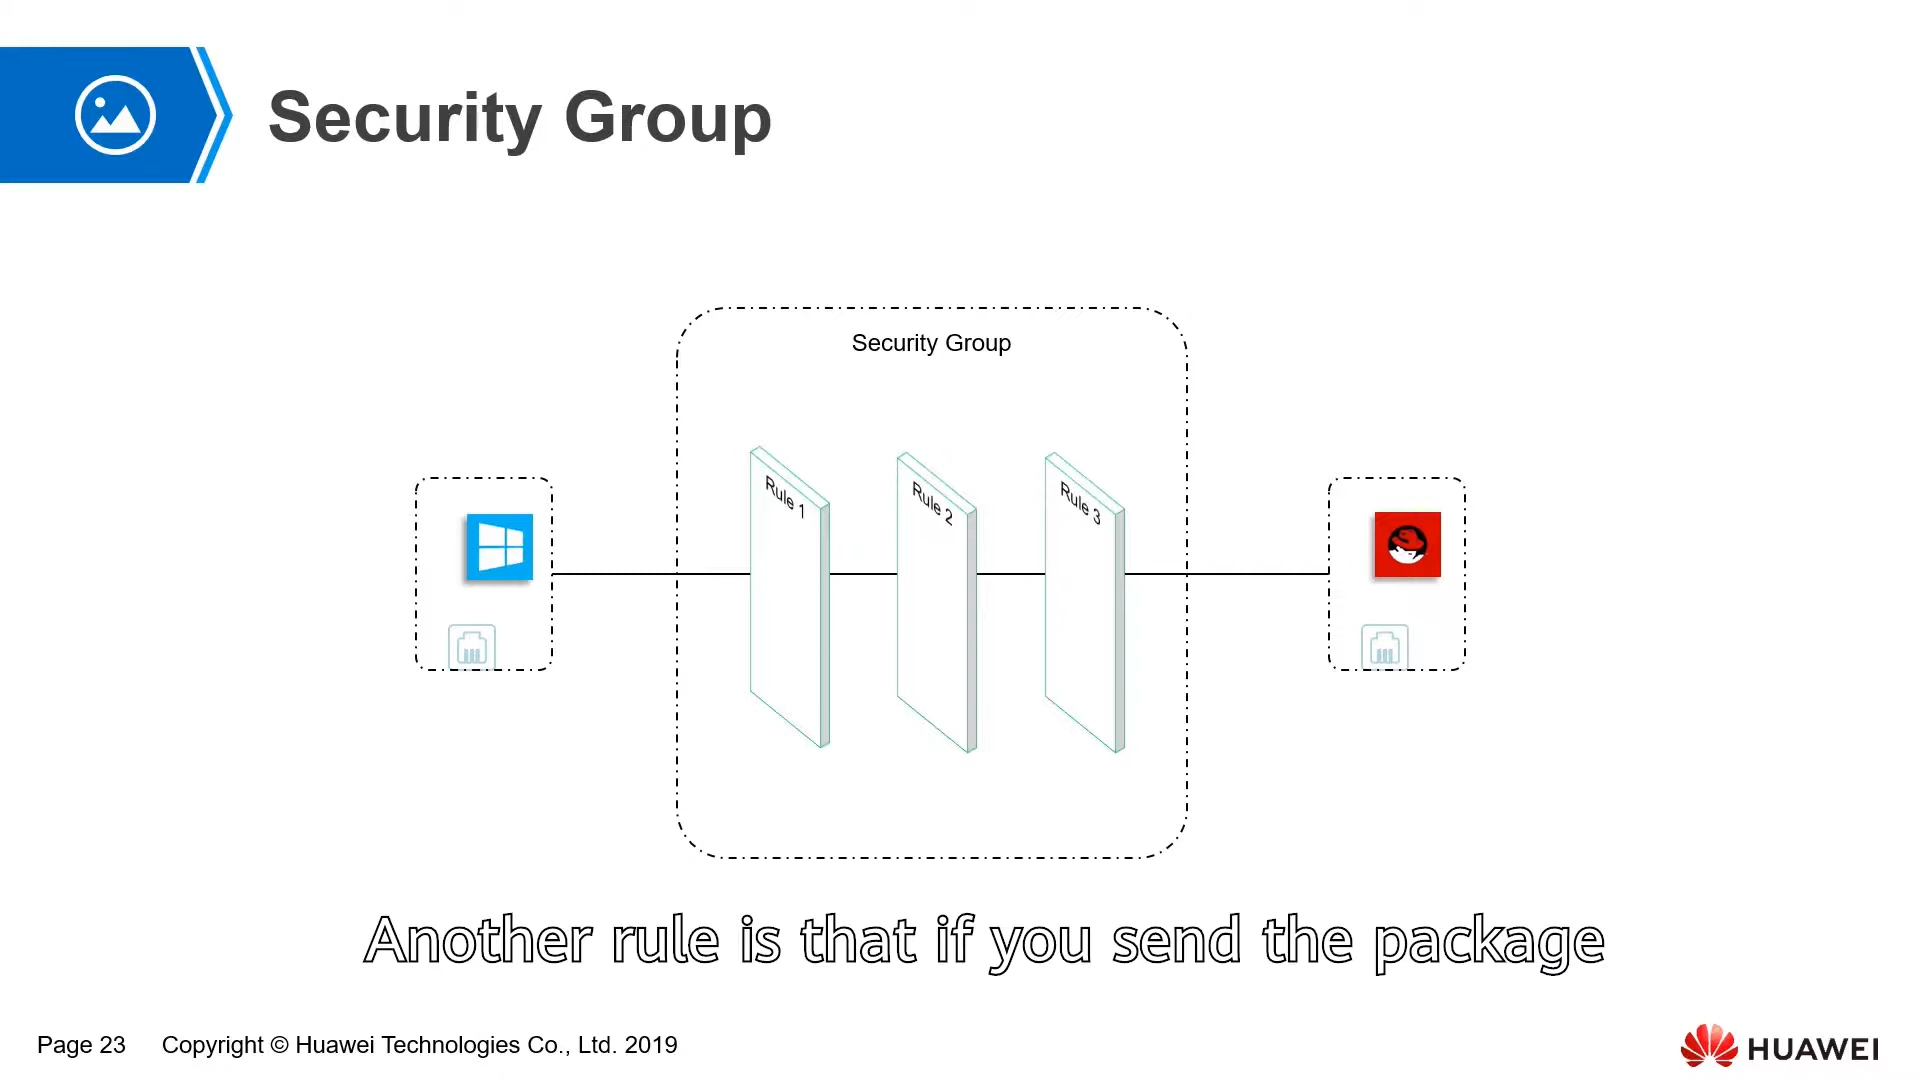 Security Group
Security Group
Rule 1
Rule 2
Rule 3
Another rule is that if you send the package
Page 23 Copyright © Huawei Technologies Co., Ltd. 2019
HUAWEI